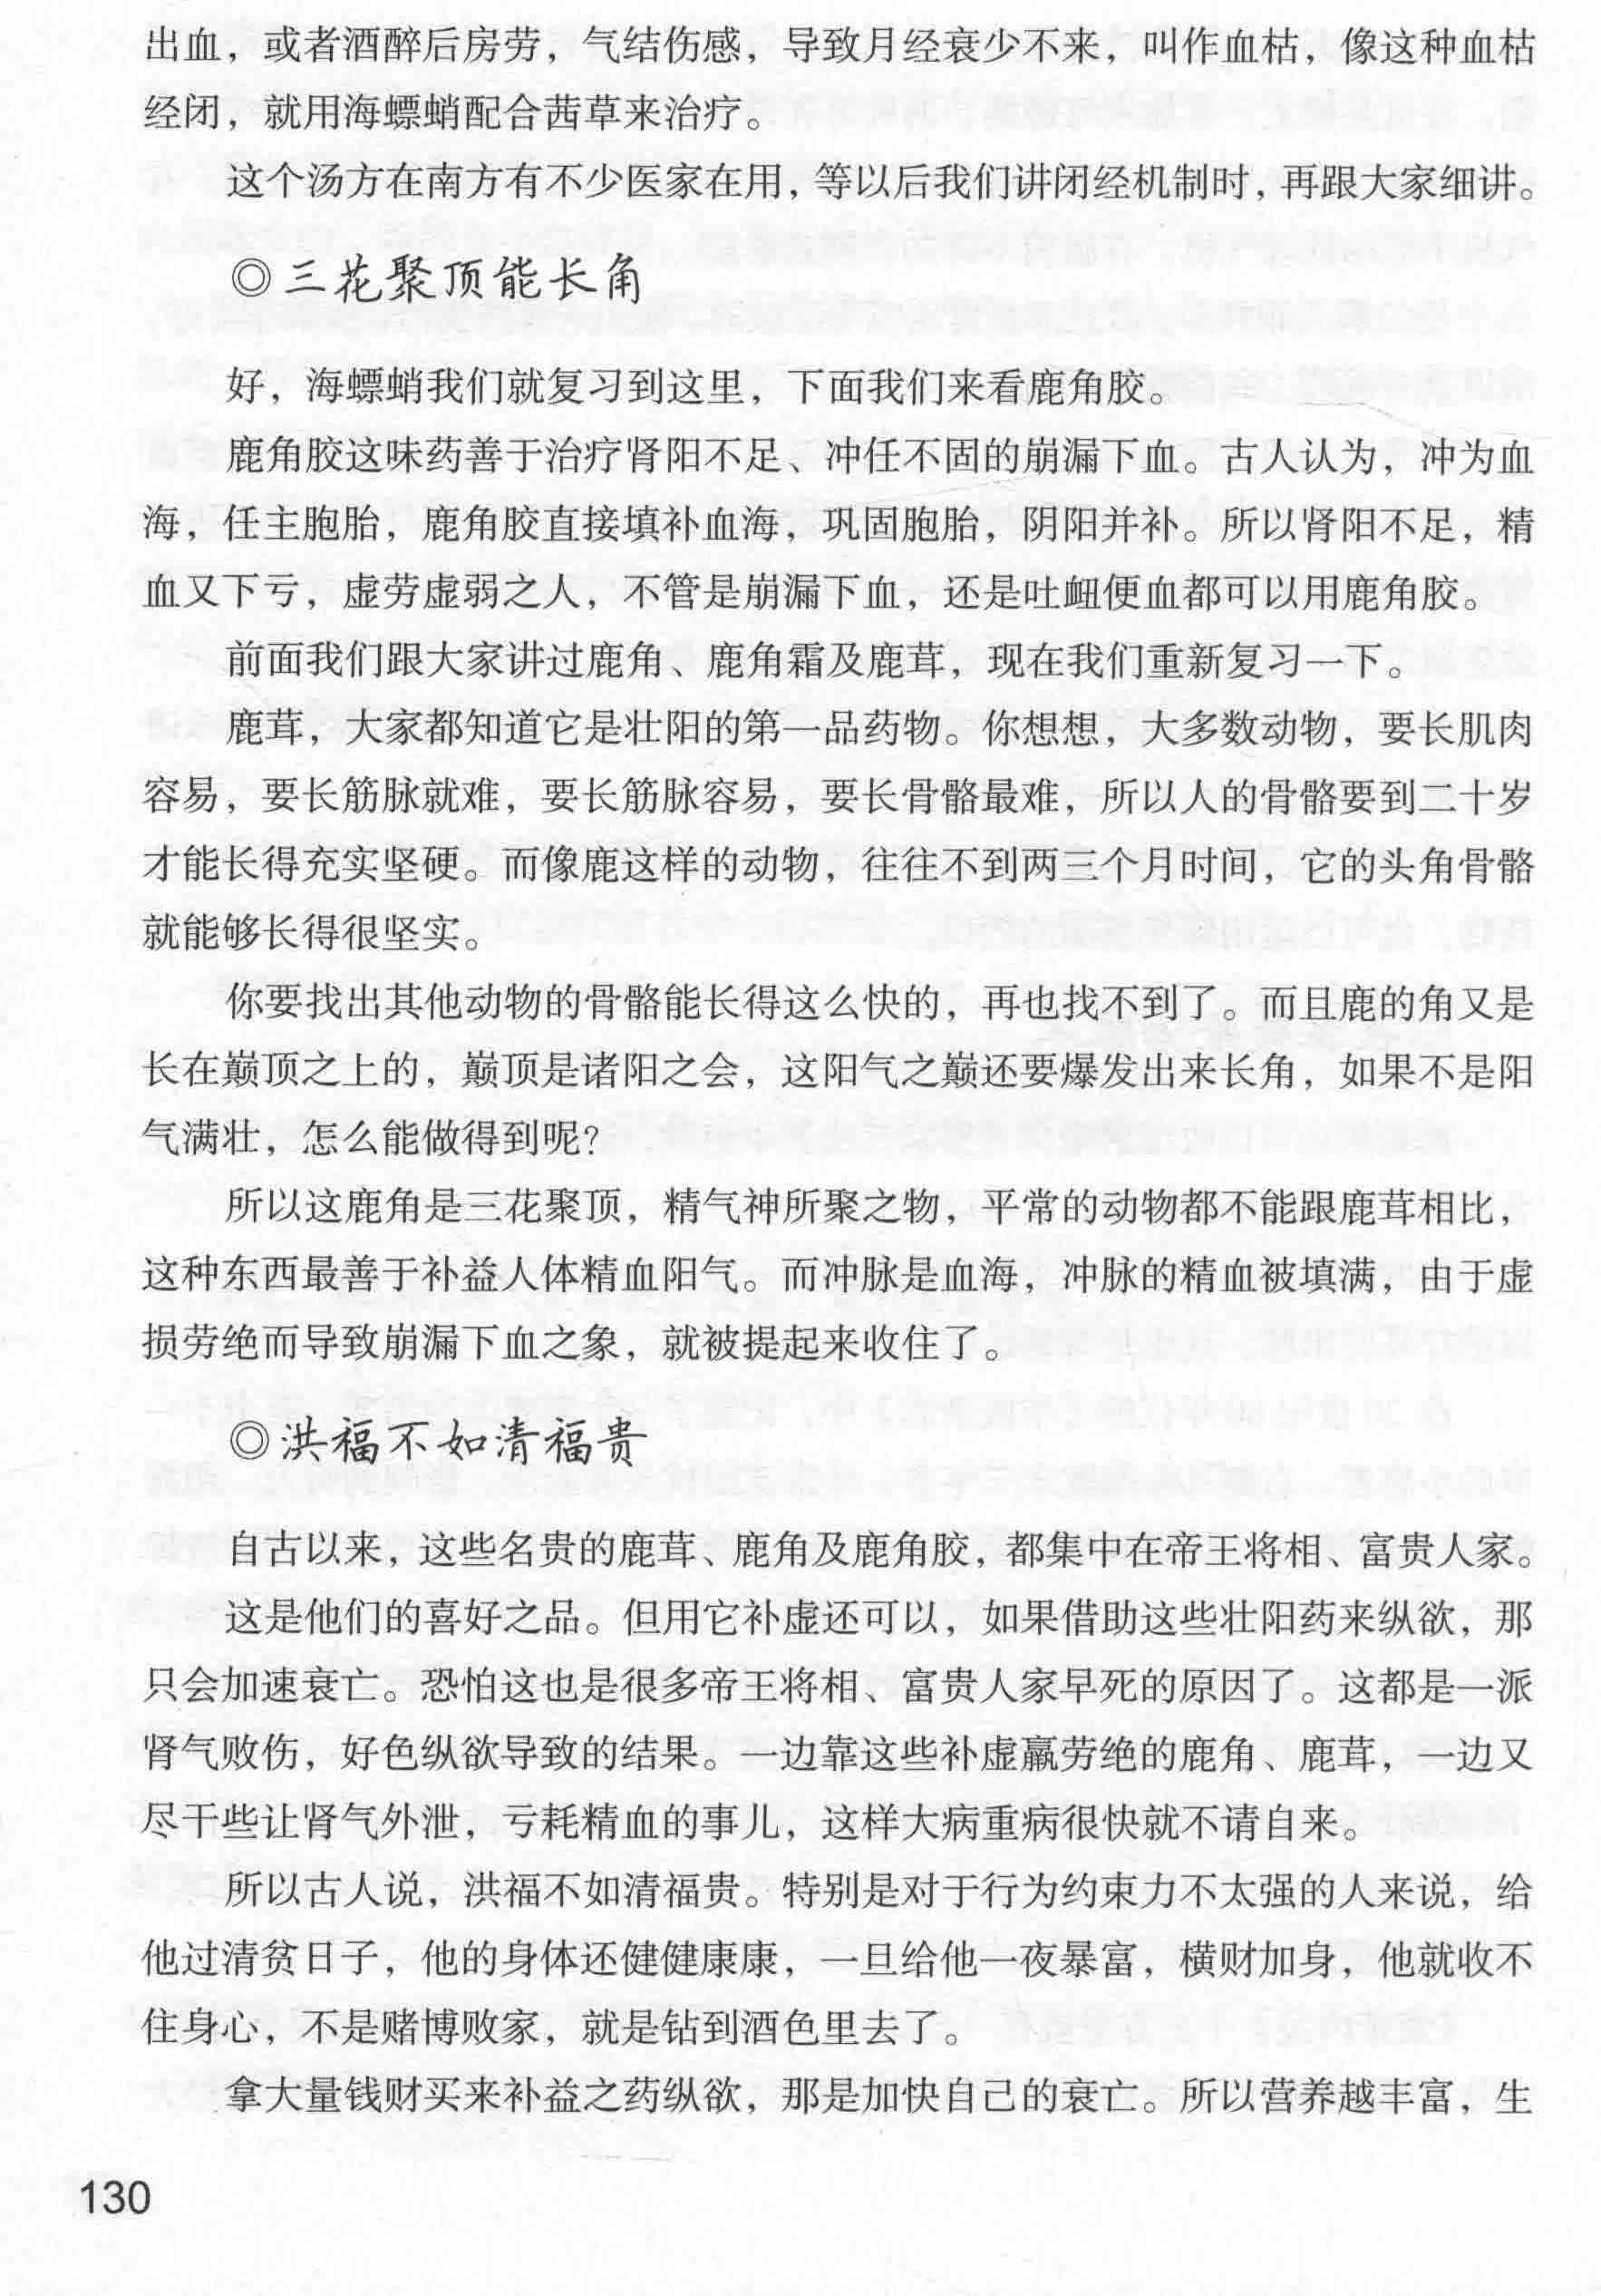 出血，或者酒醉后房劳，气结伤感，导致月经衰少不来，叫作血枯，像这种血枯
经闭，就用海螵蛸配合茜草来治疗。
这个汤方在南方有不少医家在用，等以后我们讲闭经机制时，再跟大家细讲。
◎三花聚顶能长角
好，海螵蛸我们就复习到这里，下面我们来看鹿角胶。
鹿角胶这味药善于治疗肾阳不足、冲任不固的崩漏下血。古人认为，冲为血
海，任主胞胎，鹿角胶直接填补血海，巩固胞胎，阴阳并补。所以肾阳不足，精
血又下亏，虚劳虚弱之人，不管是崩漏下血，还是吐衄便血都可以用鹿角胶。
前面我们跟大家讲过鹿角、鹿角霜及鹿茸，现在我们重新复习一下。
鹿茸，大家都知道它是壮阳的第一品药物。你想想，大多数动物，要长肌肉
容易，要长筋脉就难，要长筋脉容易，要长骨骼最难，所以人的骨骼要到二十岁
才能长得充实坚硬。而像鹿这样的动物，往往不到两三个月时间，它的头角骨骼
就能够长得很坚实。
你要找出其他动物的骨骼能长得这么快的，再也找不到了。而且鹿的角又是
长在巅顶之上的，巅顶是诸阳之会，这阳气之巅还要爆发出来长角，如果不是阳
气满壮，怎么能做得到呢？
所以这鹿角是三花聚顶，精气神所聚之物，平常的动物都不能跟鹿茸相比，
这种东西最善于补益人体精血阳气。而冲脉是血海，冲脉的精血被填满，由于虚
损劳绝而导致崩漏下血之象，就被提起来收住了。
◎洪福不如清福贵
自古以来，这些名贵的鹿茸、鹿角及鹿角胶，都集中在帝王将相、富贵人家。
这是他们的喜好之品。但用它补虚还可以，如果借助这些壮阳药来纵欲，那
只会加速衰亡。恐怕这也是很多帝王将相、富贵人家早死的原因了。这都是一派
肾气败伤，好色纵欲导致的结果。一边靠这些补虚羸劳绝的鹿角、鹿茸，一边又
尽干些让肾气外泄，亏耗精血的事儿，这样大病重病很快就不请自来。
所以古人说，洪福不如清福贵。特别是对于行为约束力不太强的人来说，给
他过清贫日子，他的身体还健健康康，一旦给他一夜暴富，横财加身，他就收不
住身心，不是赌博败家，就是钻到酒色里去了。
拿大量钱财买来补益之药纵欲，那是加快自己的衰亡。所以营养越丰富，生
130